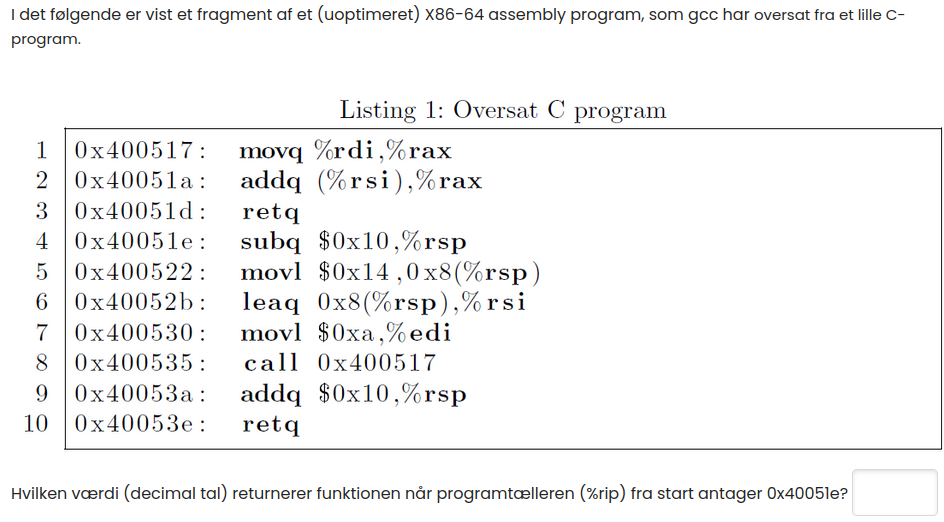 I det følgende er vist et fragment af et (uoptimeret) X86-64 assembly program, som gcc har oversat fra et lille C-
program.
Listing 1: Oversat C program
1 0x400517: movq %rdi,%rax
2 0x40051a: addq (%rsi),%rax
3 0x40051d: retq
4 0x40051e: subq $0x10,%rsp
5 0x400522: movl $0x14,0x8(%rsp)
6 0x40052b: leaq 0x8(%rsp),%rsi
7 0x400530: movl $0xa,%edi
8 0x400535: call 0x400517
9 0x40053a: addq $0x10,%rsp
10 0x40053e: retq
Hvilken værdi (decimal tal) returnerer funktionen når programtælleren (%rip) fra start antager 0x40051e?